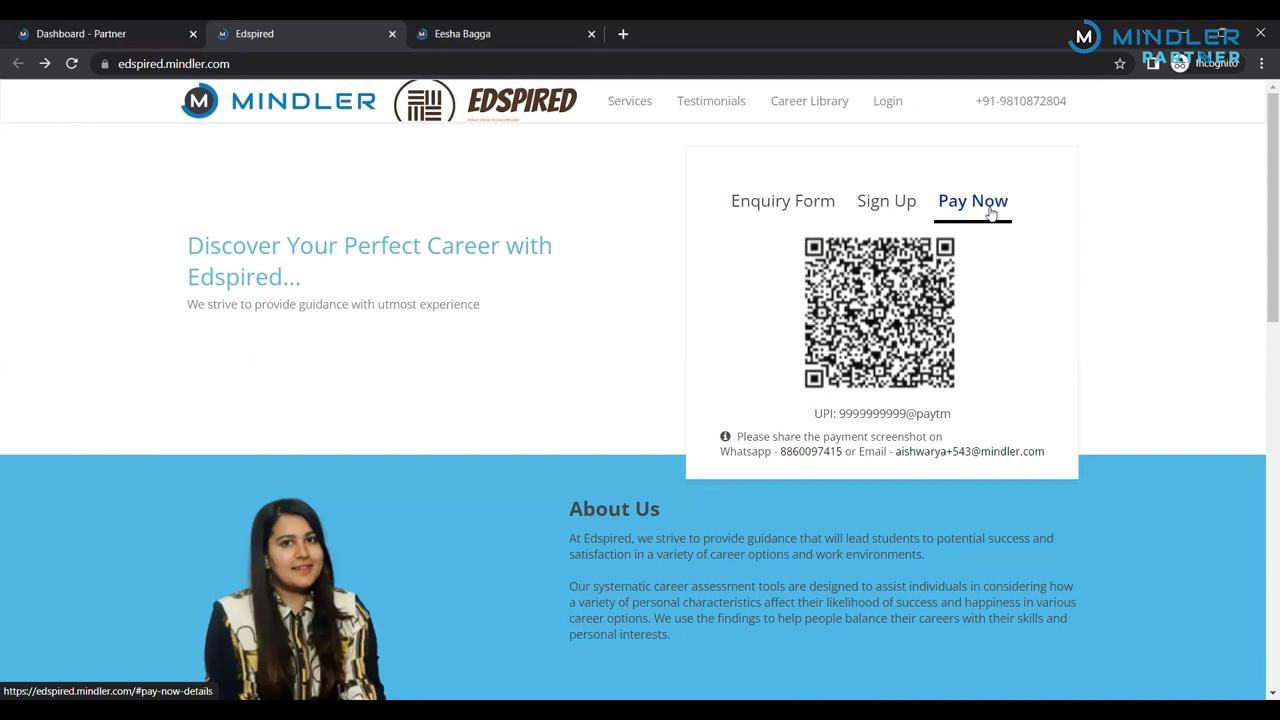 Dashboard - Partner
Edspired
Eesha Bagga
M MINDLER
PARTNER
edspired.mindler.com
Incognito
M MINDLER
EDSPIRED
Services
Testimonials
Career Library
Login
+91-9810872804
Enquiry Form
Sign Up
Pay Now
Discover Your Perfect Career with
Edspired...
We strive to provide guidance with utmost experience
UPI: 9999999999@paytm
Please share the payment screenshot on
Whatsapp - 8860097415 or Email - aishwarya+543@mindler.com
About Us
At Edspired, we strive to provide guidance that will lead students to potential success and
satisfaction in a variety of career options and work environments.
Our systematic career assessment tools are designed to assist individuals in considering how
a variety of personal characteristics affect their likelihood of success and happiness in various
career options. We use the findings to help people balance their careers with their skills and
personal interests.
https://edspired.mindler.com/#pay-now-details